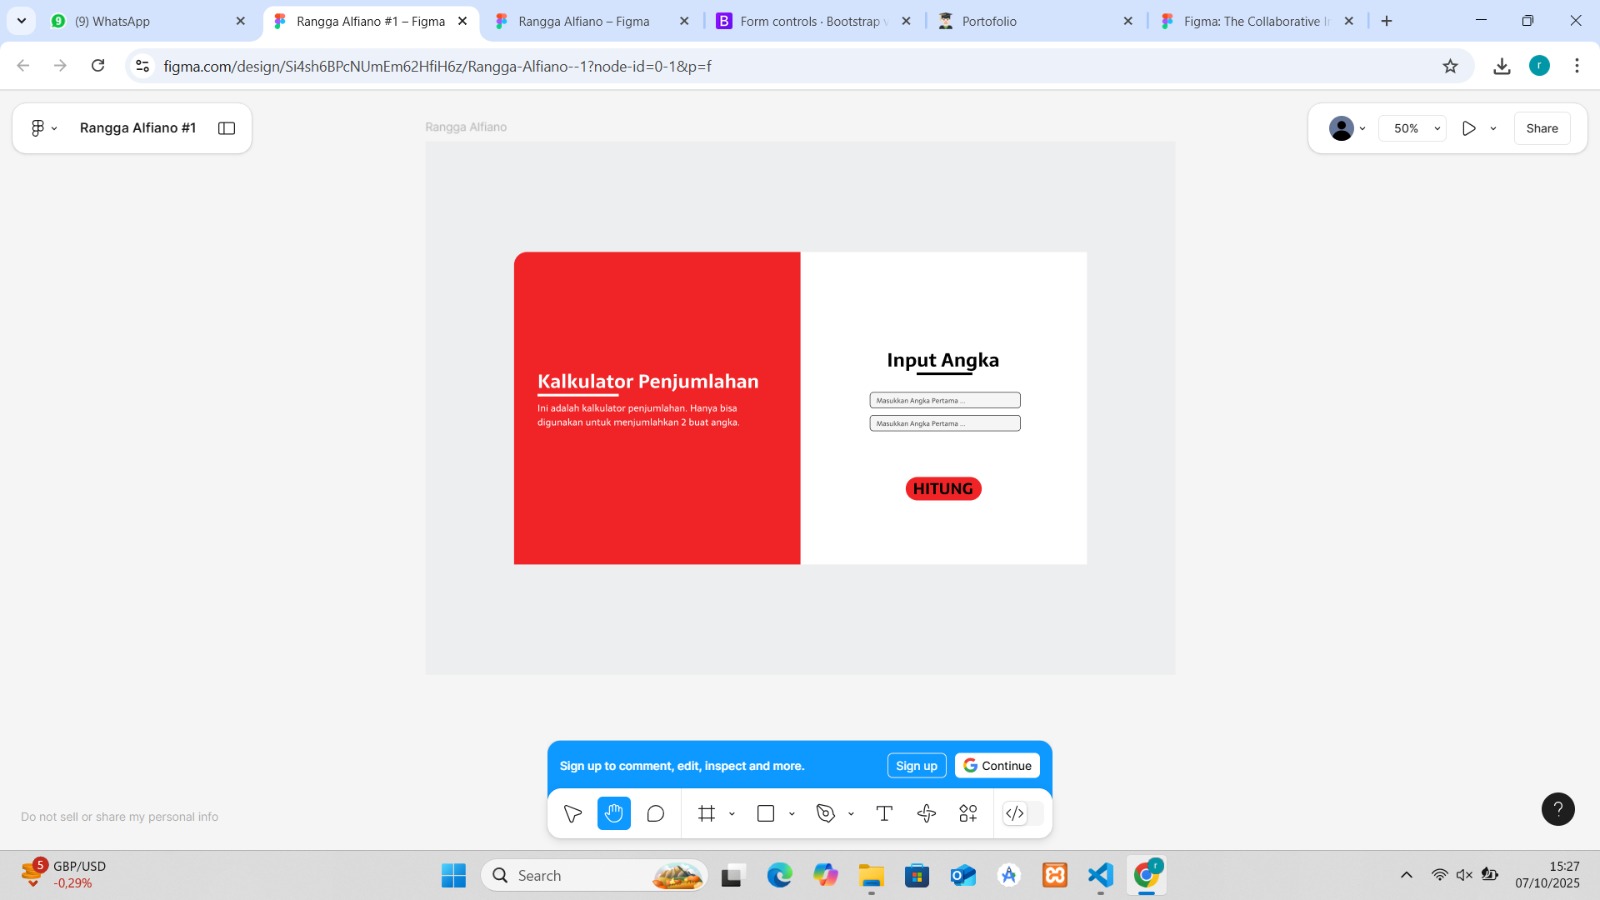 (9) WhatsApp
Rangga Alfiano #1 – Figma
Rangga Alfiano – Figma
Form controls · Bootstrap
Portofolio
Figma: The Collaborative
figma.com/design/Si4sh6BPcNUmEm62HfiH6z/Rangga-Alfiano--1?node-id=0-1&p=f
r
Rangga Alfiano #1
50%
Share
Rangga Alfiano
Kalkulator Penjumlahan
Ini adalah kalkulator penjumlahan. Hanya bisa
digunakan untuk menjumlahkan 2 buat angka.
Input Angka
Masukkan Angka Pertama ...
Masukkan Angka Pertama ...
HITUNG
Sign up to comment, edit, inspect and more.
Sign up
Continue
Do not sell or share my personal info
5
GBP/USD
-0,29%
Search
15:27
07/10/2025